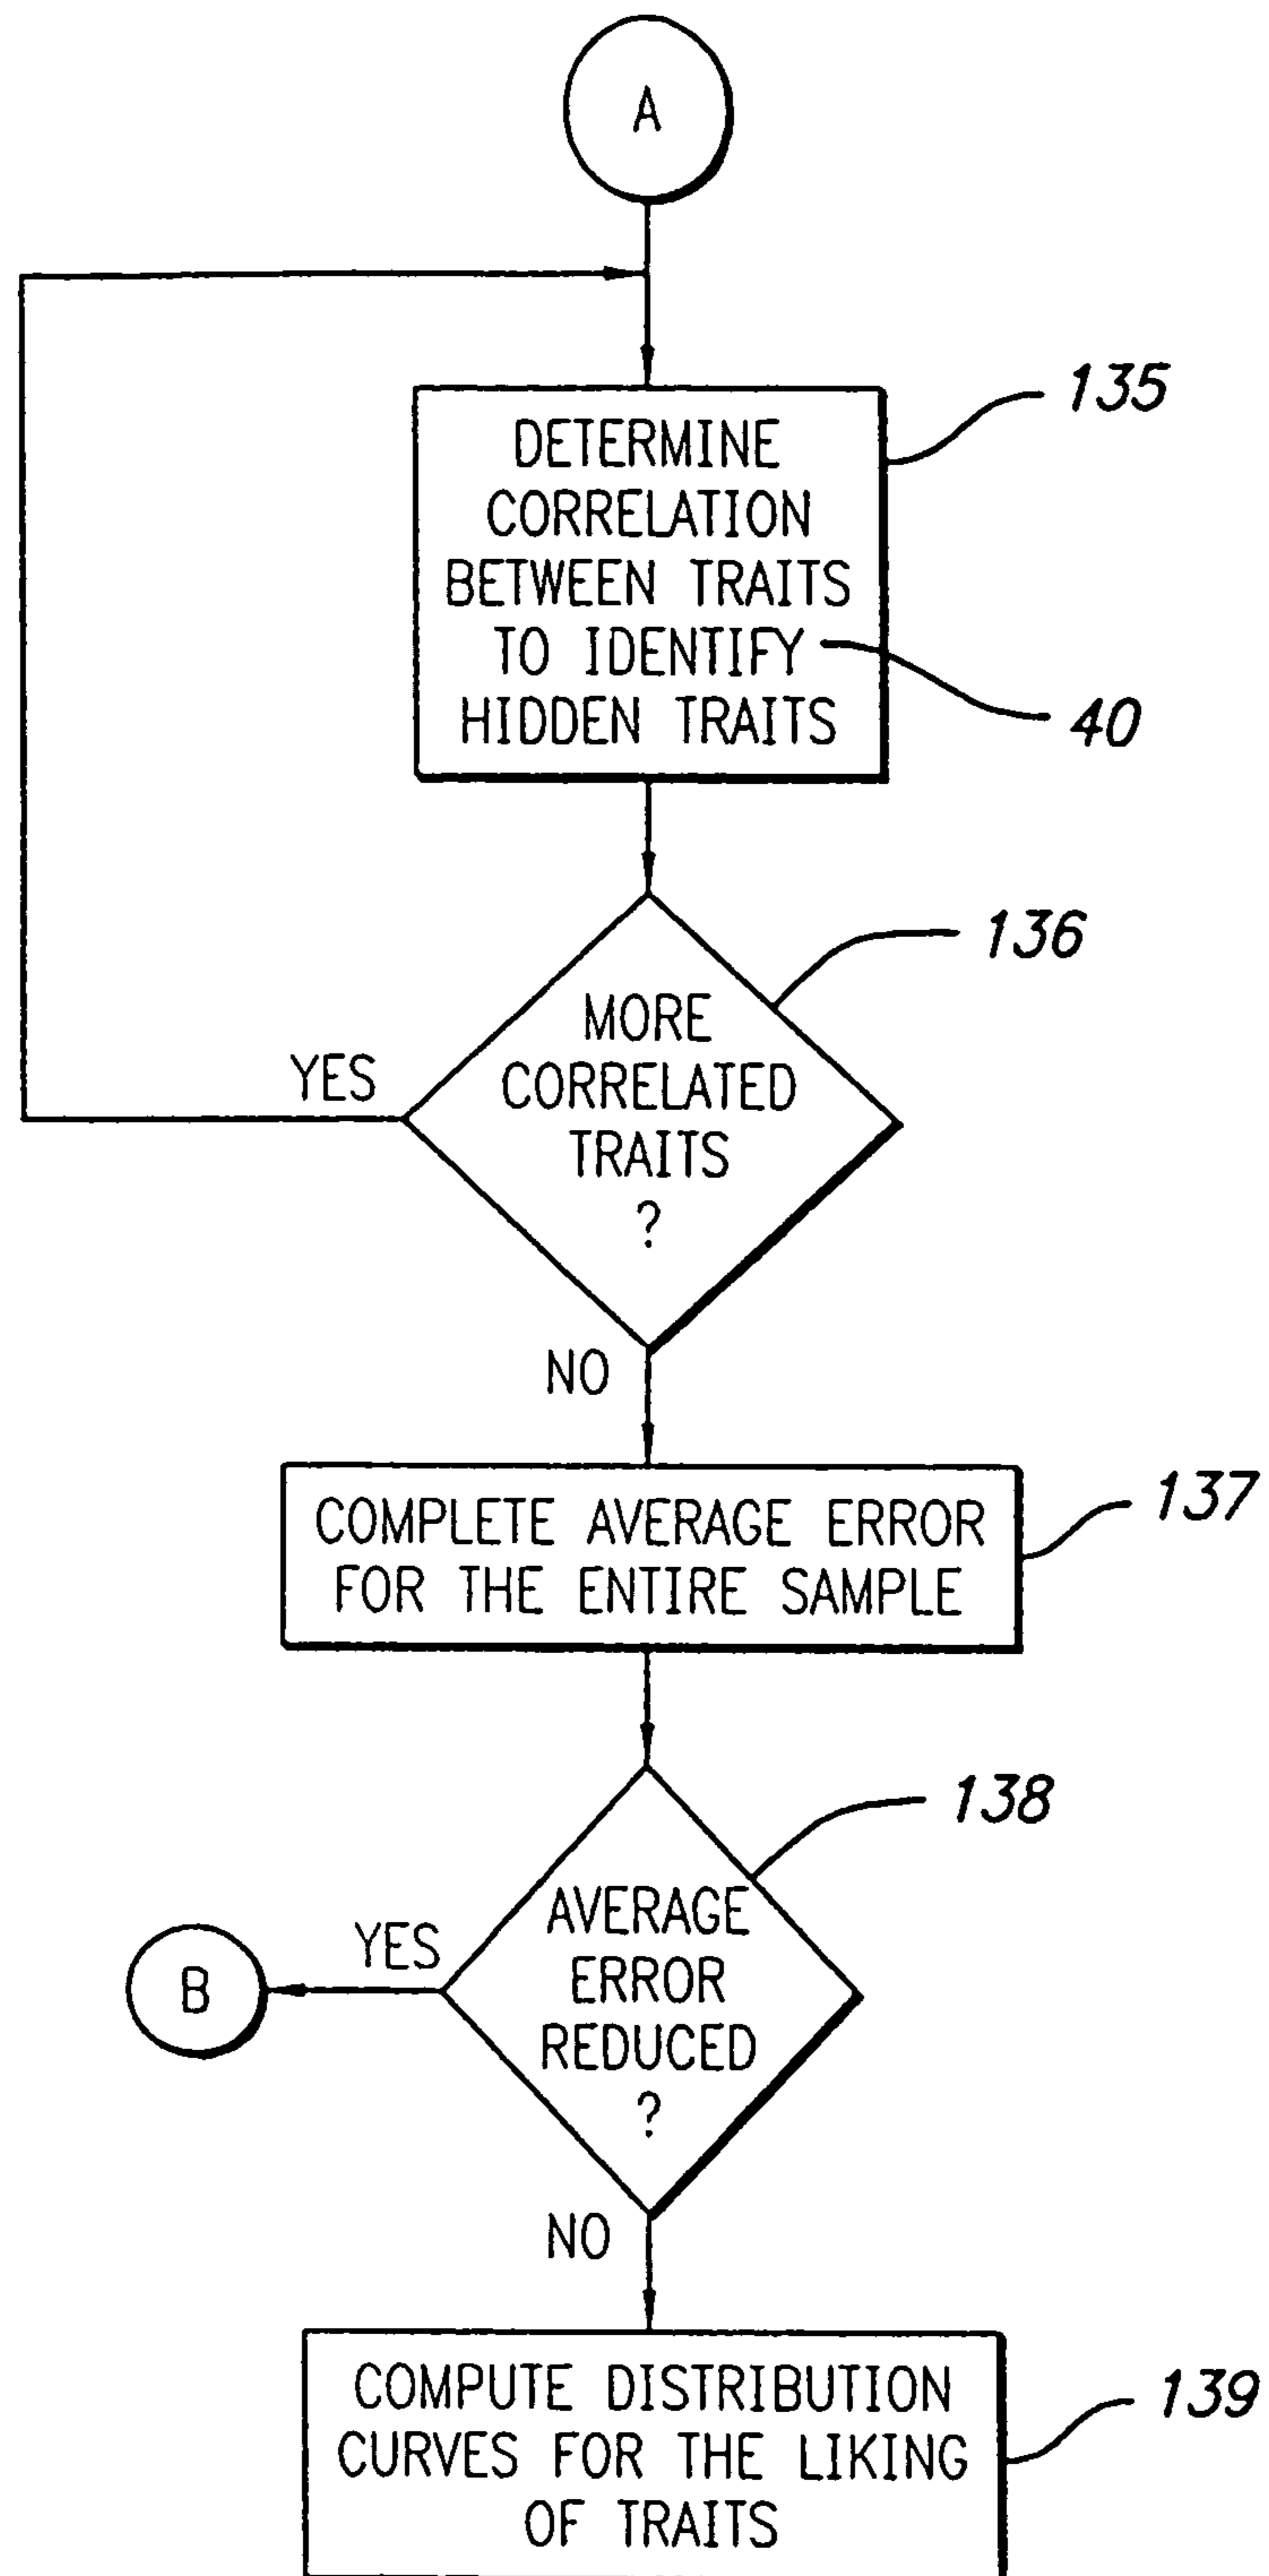 A
135
DETERMINE
CORRELATION
BETWEEN TRAITS
TO IDENTIFY
HIDDEN TRAITS
40
136
MORE
CORRELATED
TRAITS
?
YES
NO
137
COMPLETE AVERAGE ERROR
FOR THE ENTIRE SAMPLE
138
AVERAGE
ERROR
REDUCED
?
YES
B
NO
139
COMPUTE DISTRIBUTION
CURVES FOR THE LIKING
OF TRAITS